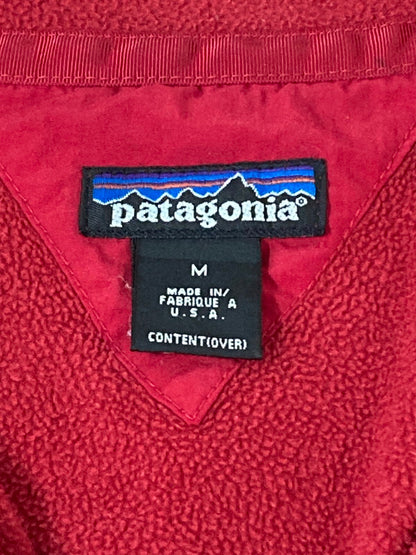 patagonia®
M
MADE IN/
FABRIQUE A
U.S.A.
CONTENT(OVER)